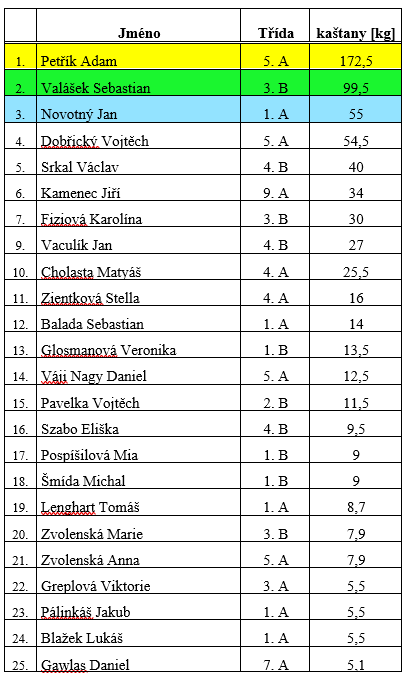 Jméno Třída kaštany [kg]
1. Petřík Adam 5. A 172,5
2. Valášek Sebastian 3. B 99,5
3. Novotný Jan 1. A 55
4. Dobřický Vojtěch 5. A 54,5
5. Srkal Václav 4. B 40
6. Kamenec Jiří 9. A 34
7. Fiziová Karolína 3. B 30
9. Vaculík Jan 4. B 27
10. Cholasta Matyáš 4. A 25,5
11. Zientková Stella 4. A 16
12. Balada Sebastian 1. A 14
13. Glosmanová Veronika 1. B 13,5
14. Váji Nagy Daniel 5. A 12,5
15. Pavelka Vojtěch 2. B 11,5
16. Szabo Eliška 4. B 9,5
17. Pospíšilová Mia 1. B 9
18. Šmída Michal 1. B 9
19. Lenghart Tomáš 1. A 8,7
20. Zvolenská Marie 3. B 7,9
21. Zvolenská Anna 5. A 7,9
22. Greplová Viktorie 3. A 5,5
23. Pálinkáš Jakub 1. A 5,5
24. Blažek Lukáš 1. A 5,5
25. Gawlas Daniel 7. A 5,1